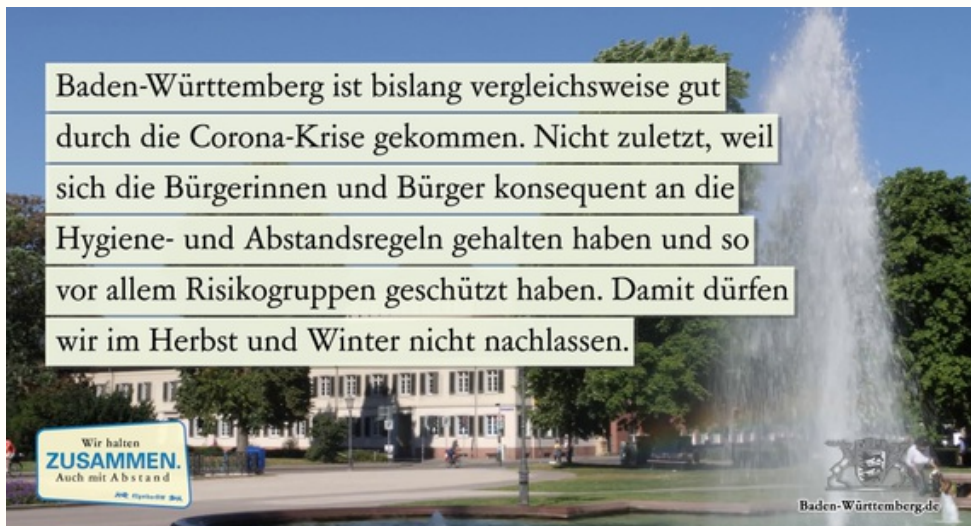 Baden-Württemberg ist bislang vergleichsweise gut
durch die Corona-Krise gekommen. Nicht zuletzt, weil
sich die Bürgerinnen und Bürger konsequent an die
Hygiene- und Abstandsregeln gehalten haben und so
vor allem Risikogruppen geschützt haben. Damit dürfen
wir im Herbst und Winter nicht nachlassen.
Wir halten
ZUSAMMEN.
Auch mit Abstand
Baden-Württemberg.de